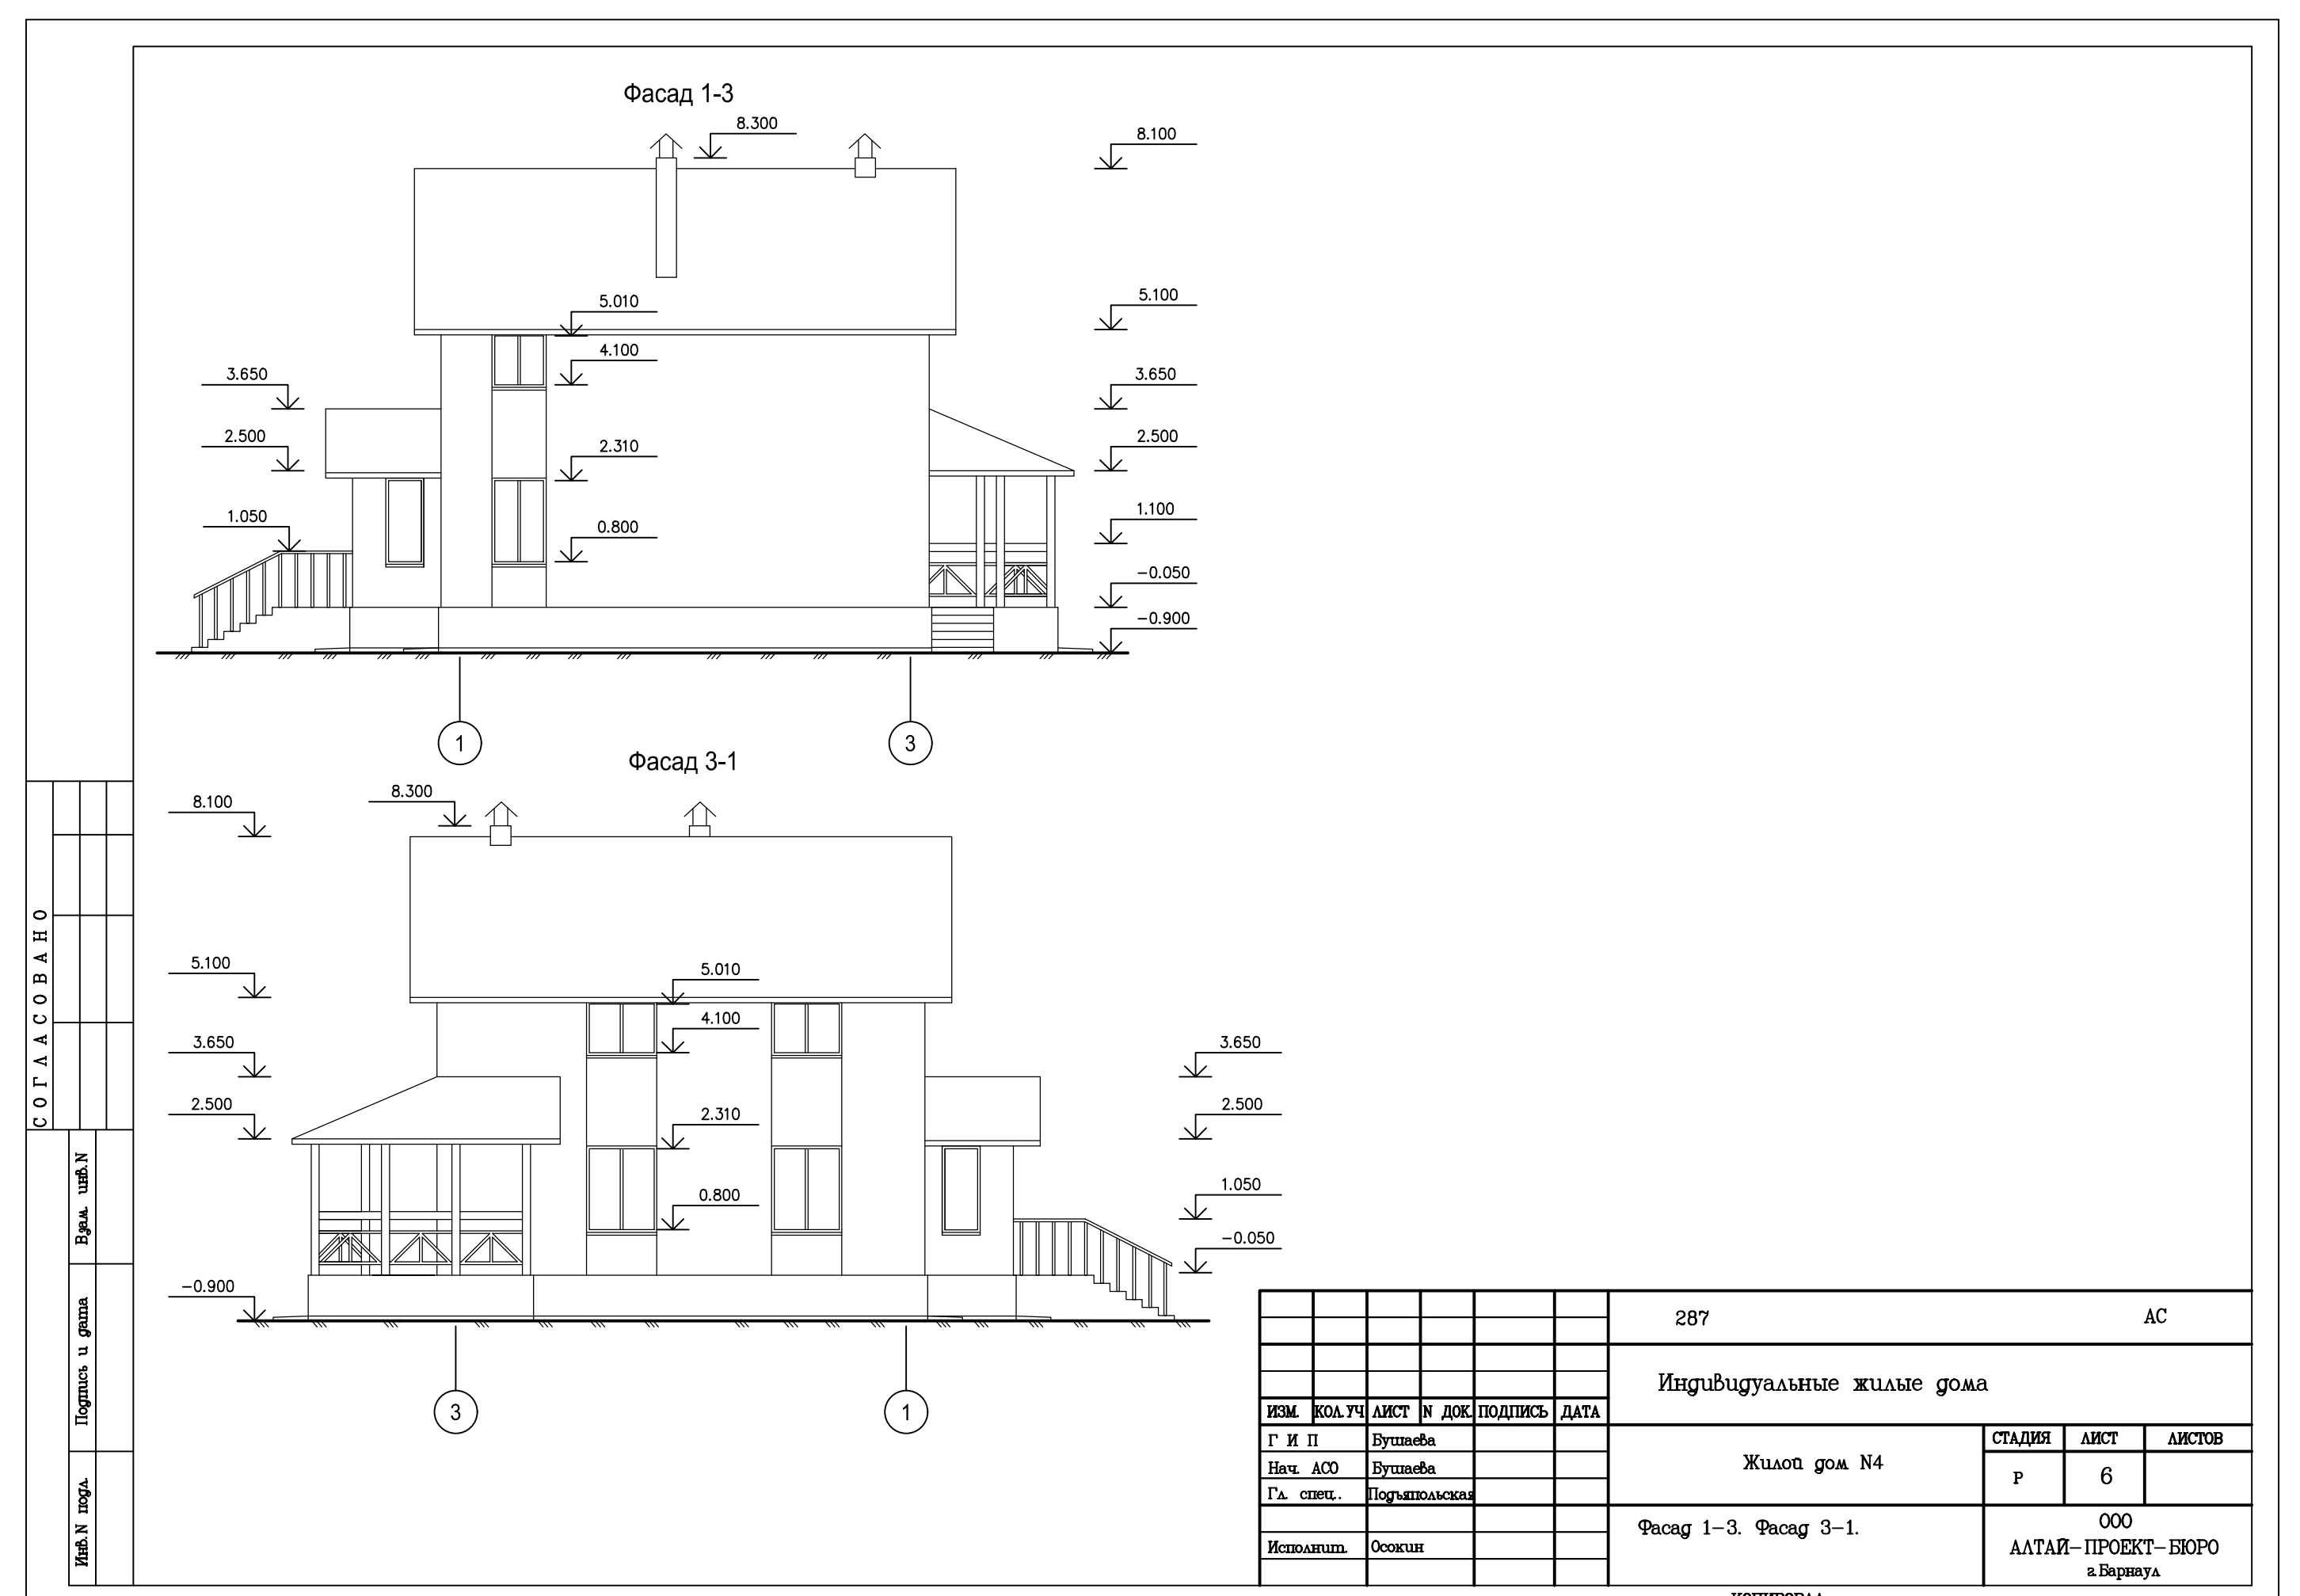 Фасад 1-3
8.300
8.100
5.010
5.100
4.100
3.650
3.650
2.500
2.310
2.500
1.050
0.800
1.100
-0.050
-0.900
1
3
Фасад 3-1
8.100
8.300
5.100
5.010
4.100
3.650
3.650
2.500
2.310
2.500
0.800
1.050
-0.050
-0.900
3
1
СОГЛАСОВАНО
Взам. инв.N
Подпись и дата
Инв.N подл.
287 АС
Индивидуальные жилые дома
ИЗМ. КОЛ.УЧ ЛИСТ N ДОК. ПОДПИСЬ ДАТА
Г И П Бушаева
Нач. АСО Бушаева
Гл. спец.. Подъяпольская
Исполнит. Осокин
Жилой дом N4
СТАДИЯ ЛИСТ ЛИСТОВ
Р 6
Фасад 1-3. Фасад 3-1.
ООО
АЛТАЙ-ПРОЕКТ-БЮРО
г.Барнаул